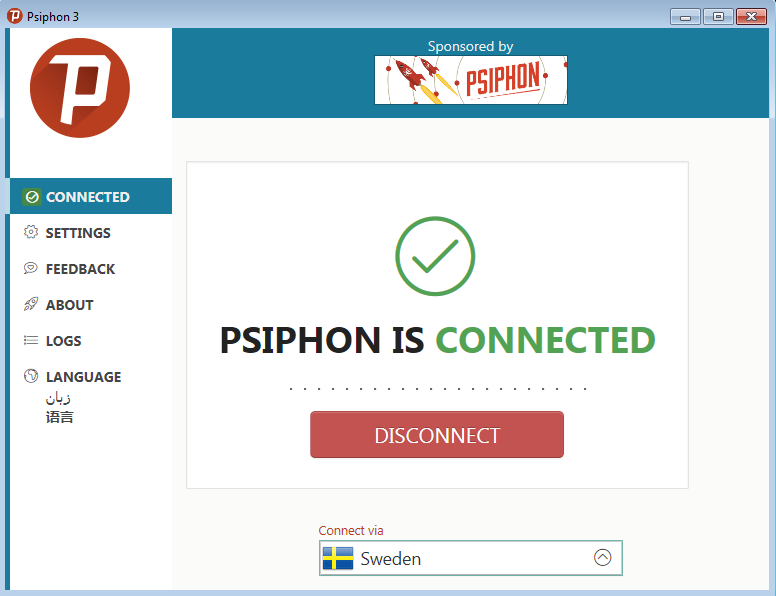 Psiphon 3
Sponsored by
PSIPHON
CONNECTED
SETTINGS
FEEDBACK
ABOUT
LOGS
LANGUAGE
زبان
语言
PSIPHON IS CONNECTED
DISCONNECT
Connect via
Sweden